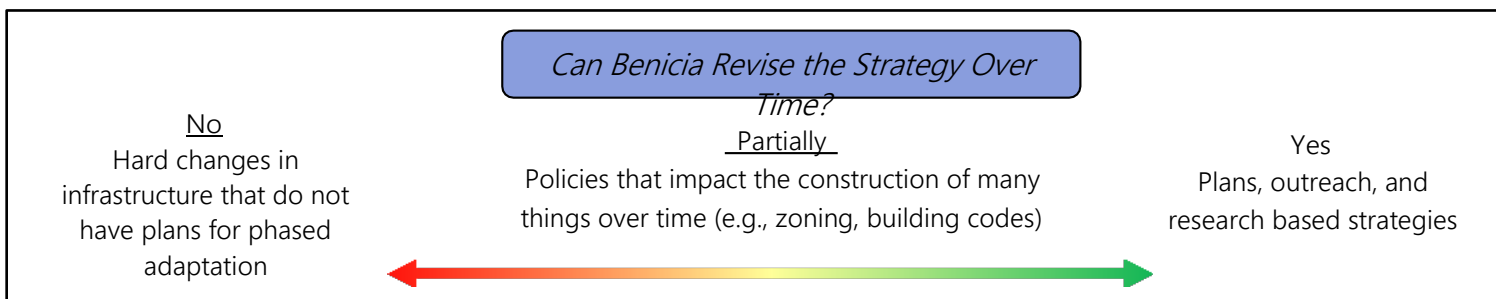 Can Benicia Revise the Strategy Over
Time?
No
Hard changes in
infrastructure that do not
have plans for phased
adaptation
Partially
Policies that impact the construction of many
things over time (e.g., zoning, building codes)
Yes
Plans, outreach, and
research based strategies